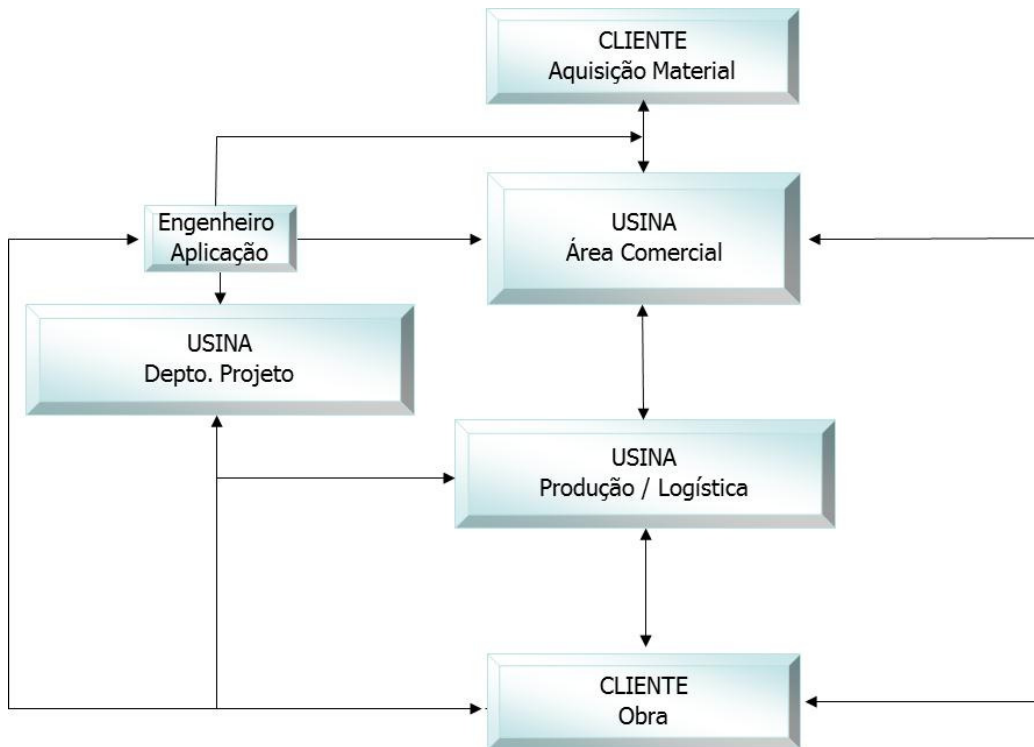 CLIENTE
Aquisição Material
Engenheiro
Aplicação
USINA
Área Comercial
USINA
Depto. Projeto
USINA
Produção / Logística
CLIENTE
Obra